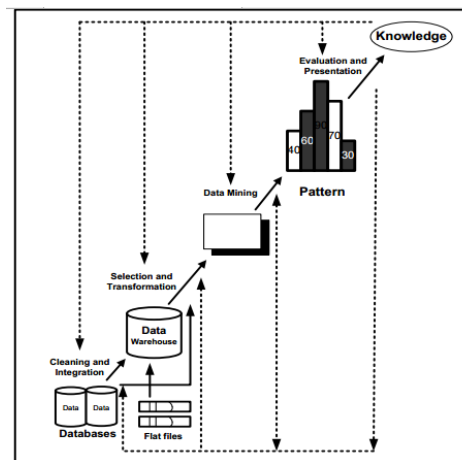 Knowledge
Evaluation and
Presentation
40
60
90
70
30
Pattern
Data Mining
Selection and
Transformation
Data
Warehouse
Cleaning and
Integration
Data
Data
Databases
Flat files